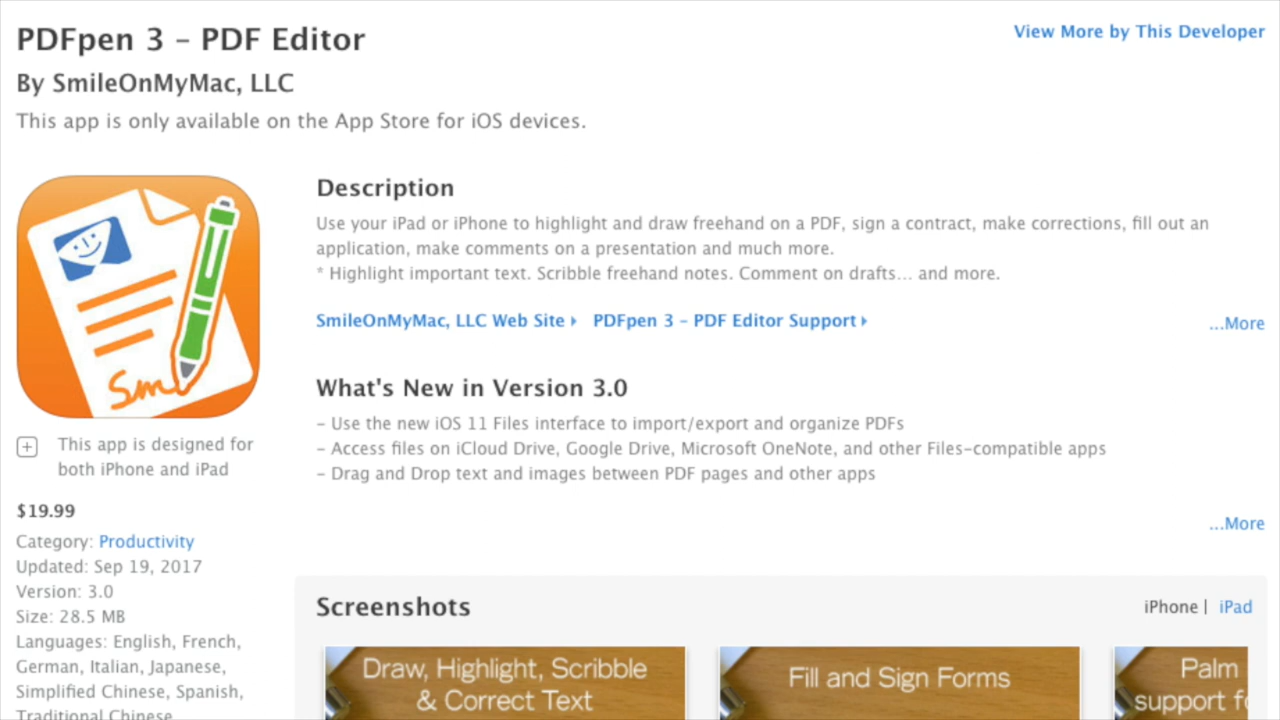 PDFpen 3 – PDF Editor
View More by This Developer
By SmileOnMyMac, LLC
This app is only available on the App Store for iOS devices.
Sm
This app is designed for
both iPhone and iPad
$19.99
Category: Productivity
Updated: Sep 19, 2017
Version: 3.0
Size: 28.5 MB
Languages: English, French,
German, Italian, Japanese,
Simplified Chinese, Spanish,
Traditional Chinese
Description
Use your iPad or iPhone to highlight and draw freehand on a PDF, sign a contract, make corrections, fill out an
application, make comments on a presentation and much more.
* Highlight important text. Scribble freehand notes. Comment on drafts… and more.
SmileOnMyMac, LLC Web Site PDFpen 3 – PDF Editor Support
...More
What's New in Version 3.0
– Use the new iOS 11 Files interface to import/export and organize PDFs
– Access files on iCloud Drive, Google Drive, Microsoft OneNote, and other Files–compatible apps
– Drag and Drop text and images between PDF pages and other apps
...More
Screenshots
iPhone | iPad
Draw, Highlight, Scribble
& Correct Text
Fill and Sign Forms
Palm
support